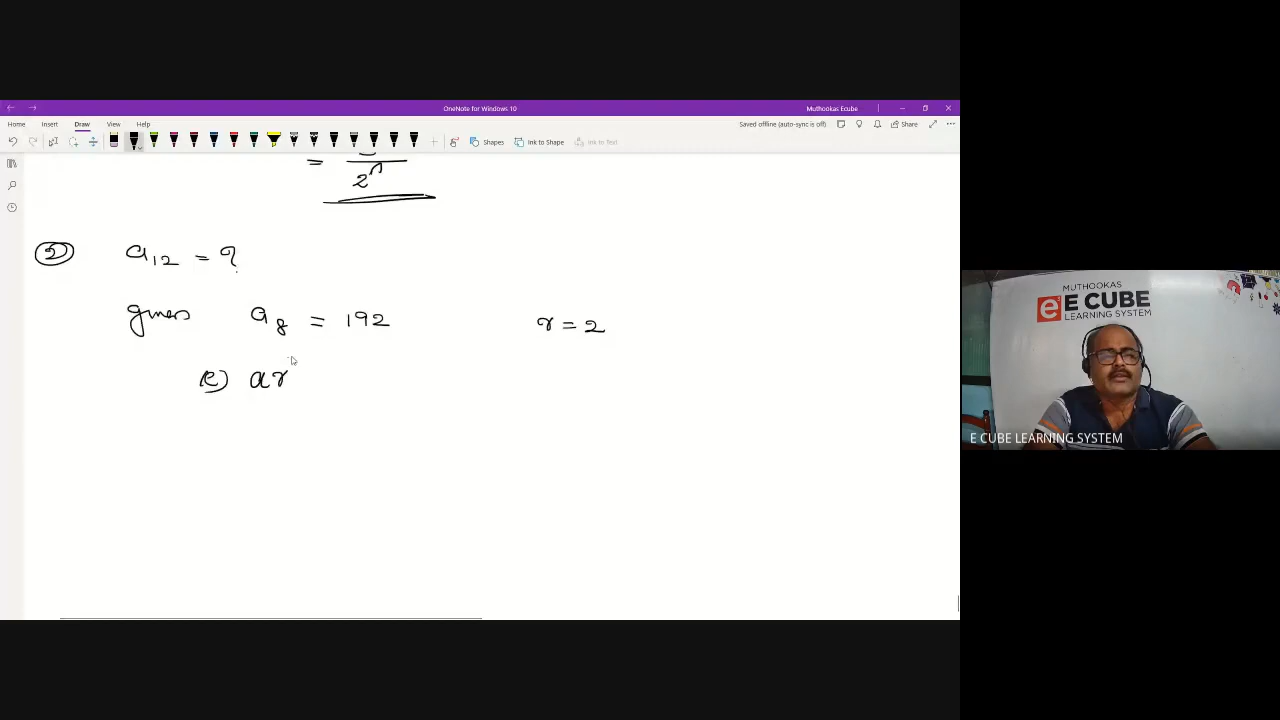 OneNote for Windows 10
Muthookas Ecube
Home Insert Draw View Help
Saved offline (auto-sync is off)
Share
Shapes
Ink to Shape
Ink to Text
= 2ⁿ
② a₁₂ = ?
given a₈ = 192 r = 2
ie) ar
MUTHOOKAS
e E CUBE
LEARNING SYSTEM
E CUBE LEARNING SYSTEM